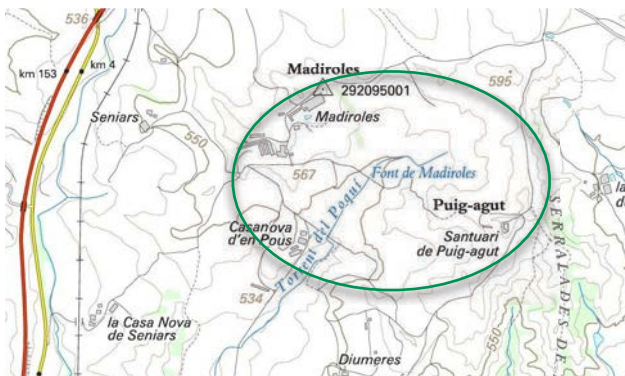 536
km 153
km 4
Madiroles
292095001
595
Seniars
Madiroles
550
567
Font de Madiroles
Puig-agut
Casanova
d'en Pous
Torrent del Poquí
Santuari
de Puig-agut
SERRALADES DE
534
la Casa Nova
de Seniars
550
Diumeres